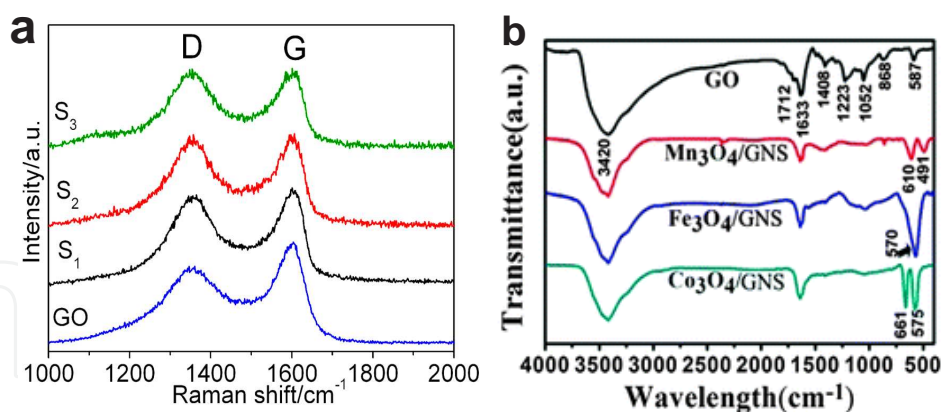 a
D
G
S3
S2
S1
GO
Intensity/a.u.
1000
1200
1400
1600
1800
2000
Raman shift/cm-1
b
GO
1712
1633
1408
1223
1052
868
587
3420
Mn3O4/GNS
610
491
Fe3O4/GNS
570
Co3O4/GNS
661
575
Transmittance(a.u.)
4000
3500
3000
2500
2000
1500
1000
500
Wavelength(cm-1)